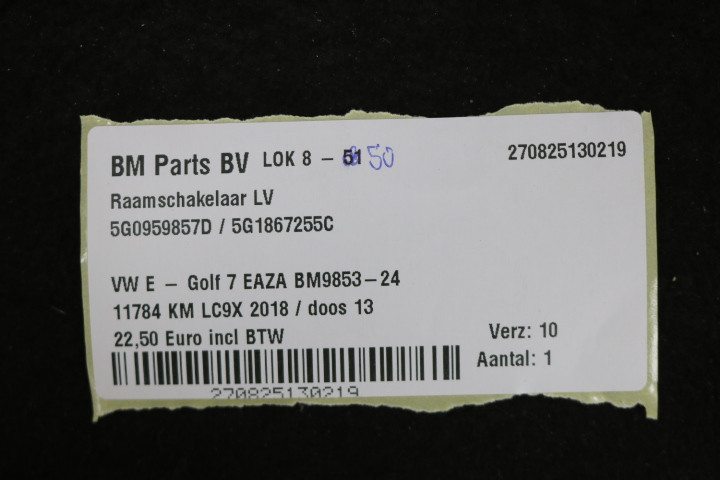 BM Parts BV LOK 8 - 51 50 270825130219
Raamschakelaar LV
5G0959857D / 5G1867255C
VW E - Golf 7 EAZA BM9853-24
11784 KM LC9X 2018 / doos 13
22,50 Euro incl BTW Verz: 10
Aantal: 1
270825130219